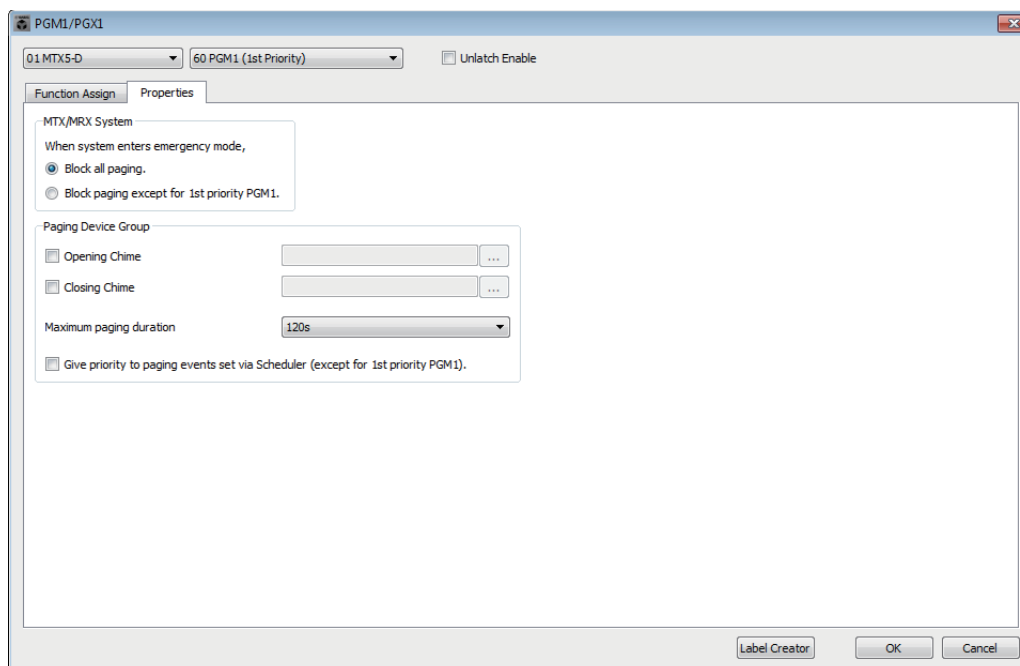 PGM1/PGX1
01 MTX5-D 60 PGM1 (1st Priority) Unlatch Enable
Function Assign Properties
MTX/MRX System
When system enters emergency mode,
Block all paging.
Block paging except for 1st priority PGM1.
Paging Device Group
Opening Chime ...
Closing Chime ...
Maximum paging duration 120s
Give priority to paging events set via Scheduler (except for 1st priority PGM1).
Label Creator OK Cancel